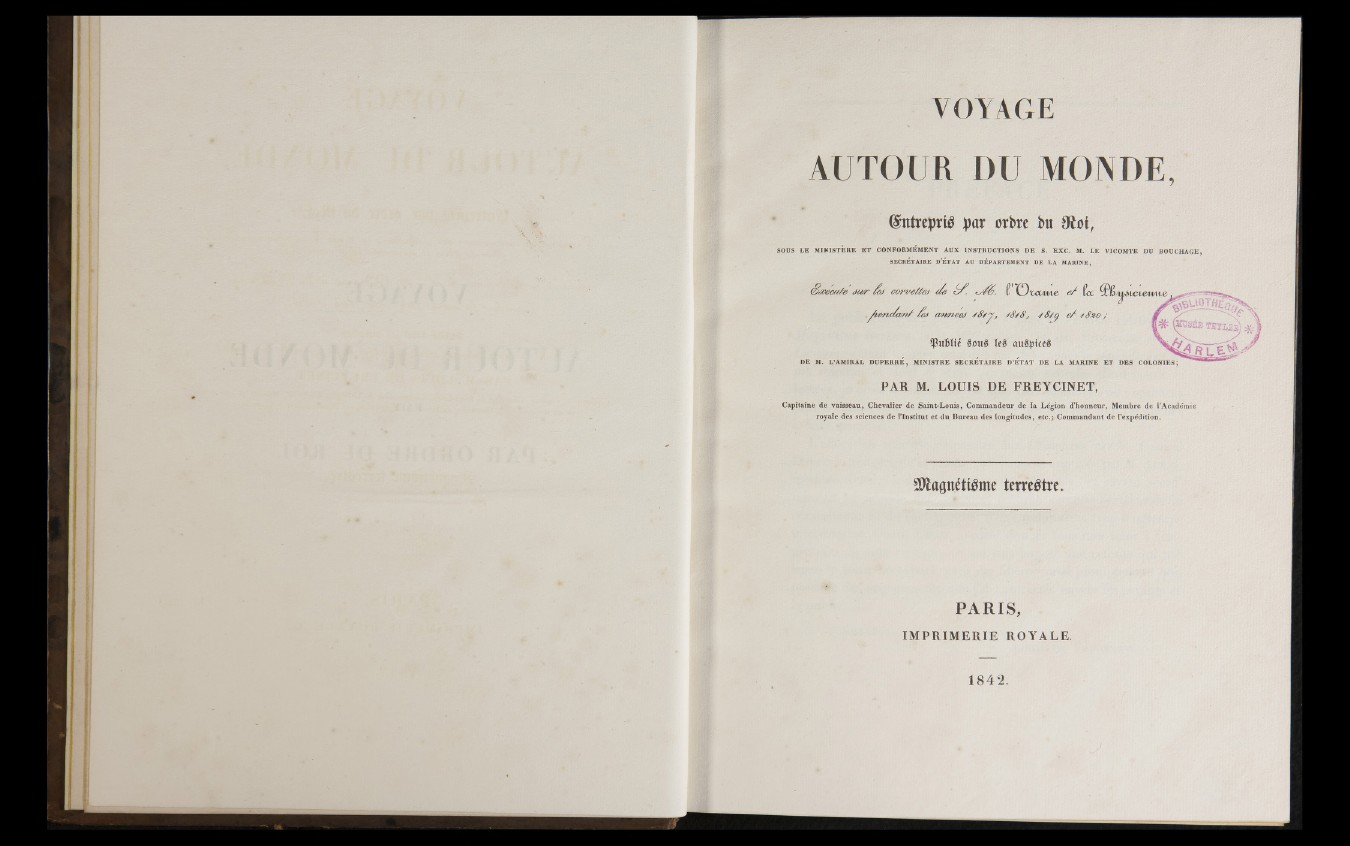 VOYAGE
AUTOUR DU MONDE,
Entrepris par ordre du Roi,
SOUS LE MINISTÈRE ET CONFORMÉMENT AUX INSTRUCTIONS DE S. EXC. M. LE VICOMTE DU BOUCHAGE,
SECRÉTAIRE D'ÉTAT AU DÉPARTEMENT DE LA MARINE,
Exécuté sur les corvettes de S. M. l'Uranie et la Physicienne,
pendant les années 1817, 1818, 1819 et 1820;
BIBLIOTHÈQUE
MUSÉE TEYLER
HARLEM
Publié sous les auspices
DE M. L'AMIRAL DUPERRÉ, MINISTRE SECRÉTAIRE D'ÉTAT DE LA MARINE ET DES COLONIES;
PAR M. LOUIS DE FREYCINET,
Capitaine de vaisseau, Chevalier de Saint-Louis, Commandeur de la Légion d'honneur, Membre de l'Académie
royale des sciences de l'Institut et du Bureau des longitudes, etc.; Commandant de l'expédition.
Magnétisme terrestre.
PARIS,
IMPRIMERIE ROYALE.
1842.